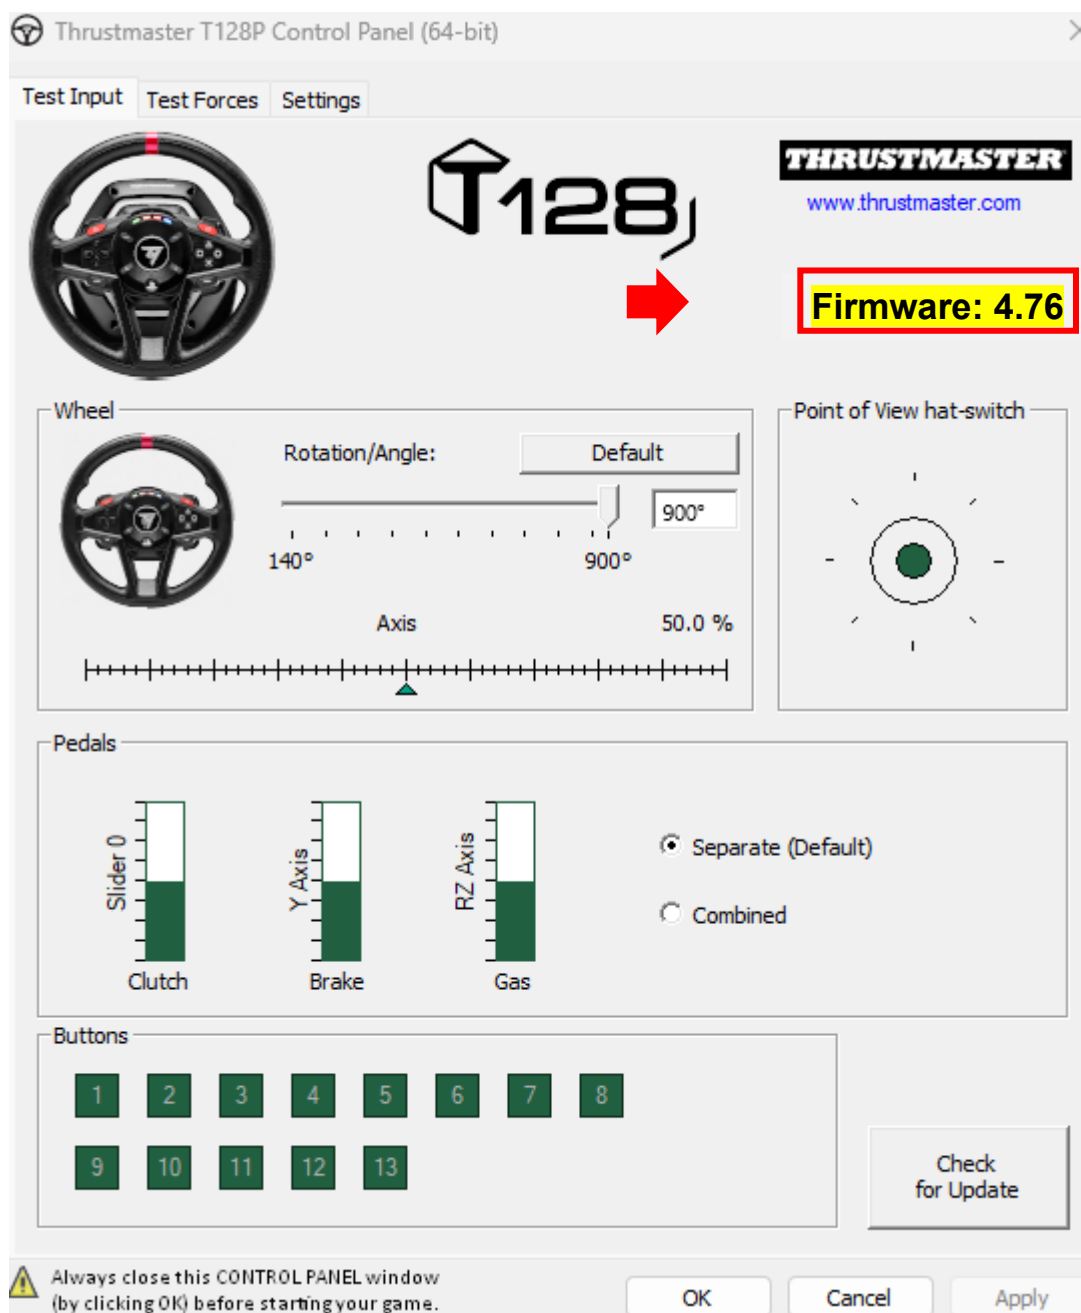 Thrustmaster T128P Control Panel (64-bit)
Test Input Test Forces Settings
T128
THRUSTMASTER
www.thrustmaster.com
Firmware: 4.76
Wheel
Rotation/Angle:
Default
900°
140°
900°
Axis
50.0 %
Point of View hat-switch
Pedals
Slider 0
Clutch
Y Axis
Brake
RZ Axis
Gas
Separate (Default)
Combined
Buttons
1 2 3 4 5 6 7 8
9 10 11 12 13
Check
for Update
Always close this CONTROL PANEL window
(by clicking OK) before starting your game.
OK Cancel Apply